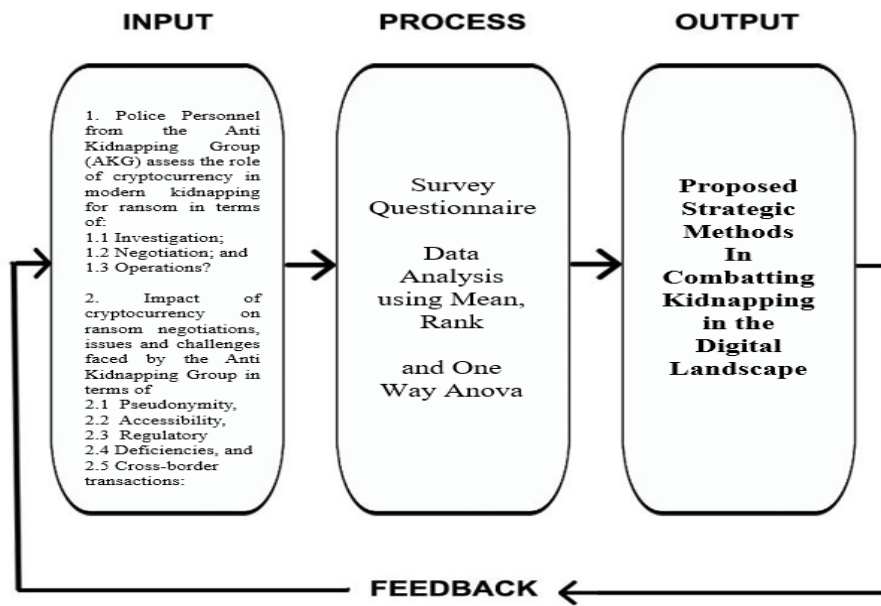 INPUT
1. Police Personnel
from the Anti
Kidnapping Group
(AKG) assess the role
of cryptocurrency in
modern kidnapping
for ransom in terms
of:
1.1 Investigation;
1.2 Negotiation; and
1.3 Operations?
2. Impact of
cryptocurrency on
ransom negotiations,
issues and challenges
faced by the Anti
Kidnapping Group in
terms of
2.1 Pseudonymity,
2.2 Accessibility,
2.3 Regulatory
2.4 Deficiencies, and
2.5 Cross-border
transactions:
PROCESS
Survey
Questionnaire
Data
Analysis
using Mean,
Rank
and One
Way Anova
OUTPUT
Proposed
Strategic
Methods
In
Combatting
Kidnapping
in the
Digital
Landscape
FEEDBACK